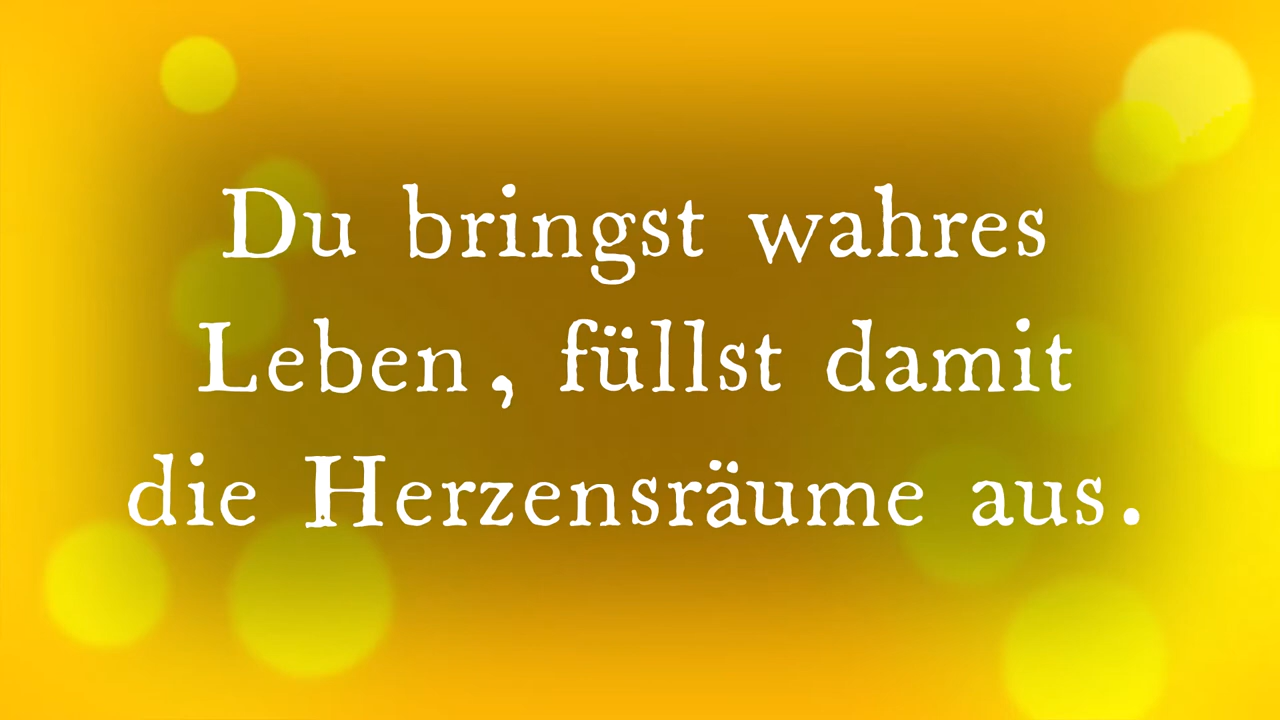 Du bringst wahres
Leben, füllst damit
die Herzensräume aus.